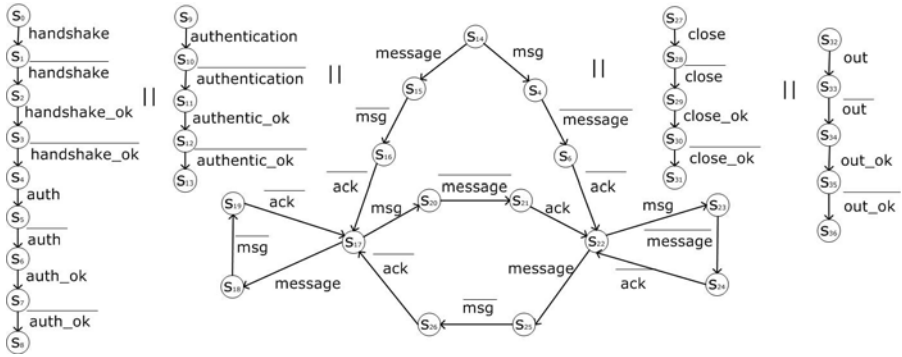 S₀
handshake
S₁
handshake
S₂
handshake_ok
S₃
handshake_ok
S₄
auth
S₅
auth
S₆
auth_ok
S₇
auth_ok
S₈
||
S₉
authentication
S₁₀
authentication
S₁₁
authentic_ok
S₁₂
authentic_ok
S₁₃
||
S₁₄
message
msg
S₁₅
S₄
msg
message
S₁₆
S₆
ack
message
ack
S₁₉
ack
msg
S₂₀
S₂₁
ack
msg
S₂₃
S₁₇
S₂₂
msg
message
ack
message
message
ack
S₁₈
S₂₄
msg
S₂₆
S₂₅
||
S₂₇
close
S₂₈
close
S₂₉
close_ok
S₃₀
close_ok
S₃₁
||
S₃₂
out
S₃₃
out
S₃₄
out_ok
S₃₅
out_ok
S₃₆